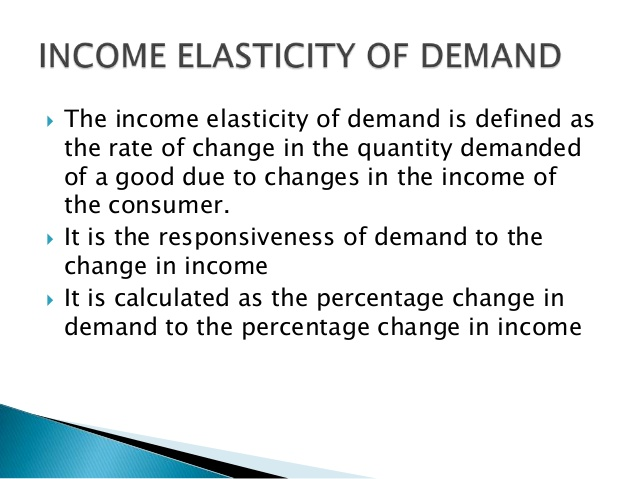 INCOME ELASTICITY OF DEMAND
The income elasticity of demand is defined as
the rate of change in the quantity demanded
of a good due to changes in the income of
the consumer.
It is the responsiveness of demand to the
change in income
It is calculated as the percentage change in
demand to the percentage change in income